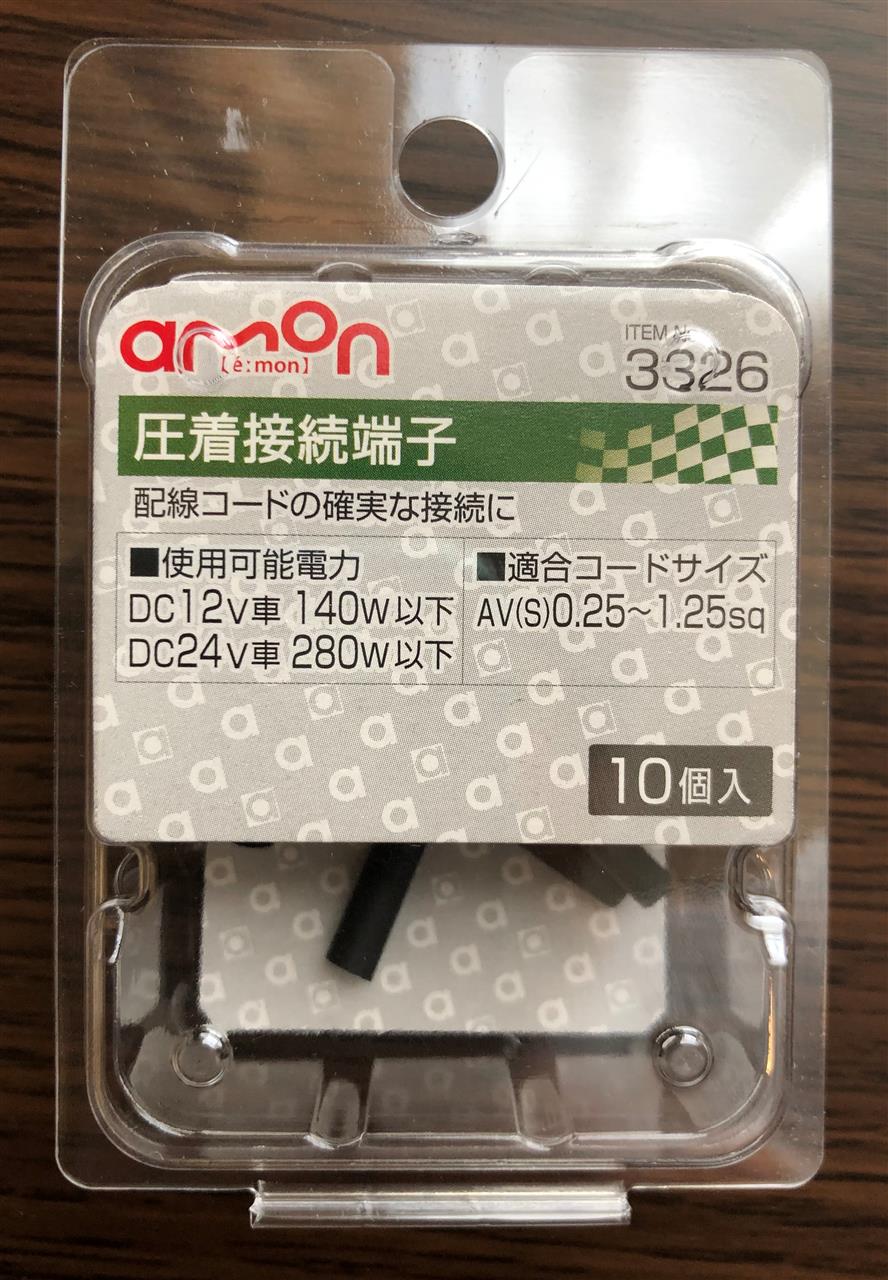 amon
【é:mon】
ITEM No.
3326
圧着接続端子
配線コードの確実な接続に
■使用可能電力
DC12V車 140W以下
DC24V車 280W以下
■適合コードサイズ
AV(S)0.25〜1.25sq
10個入